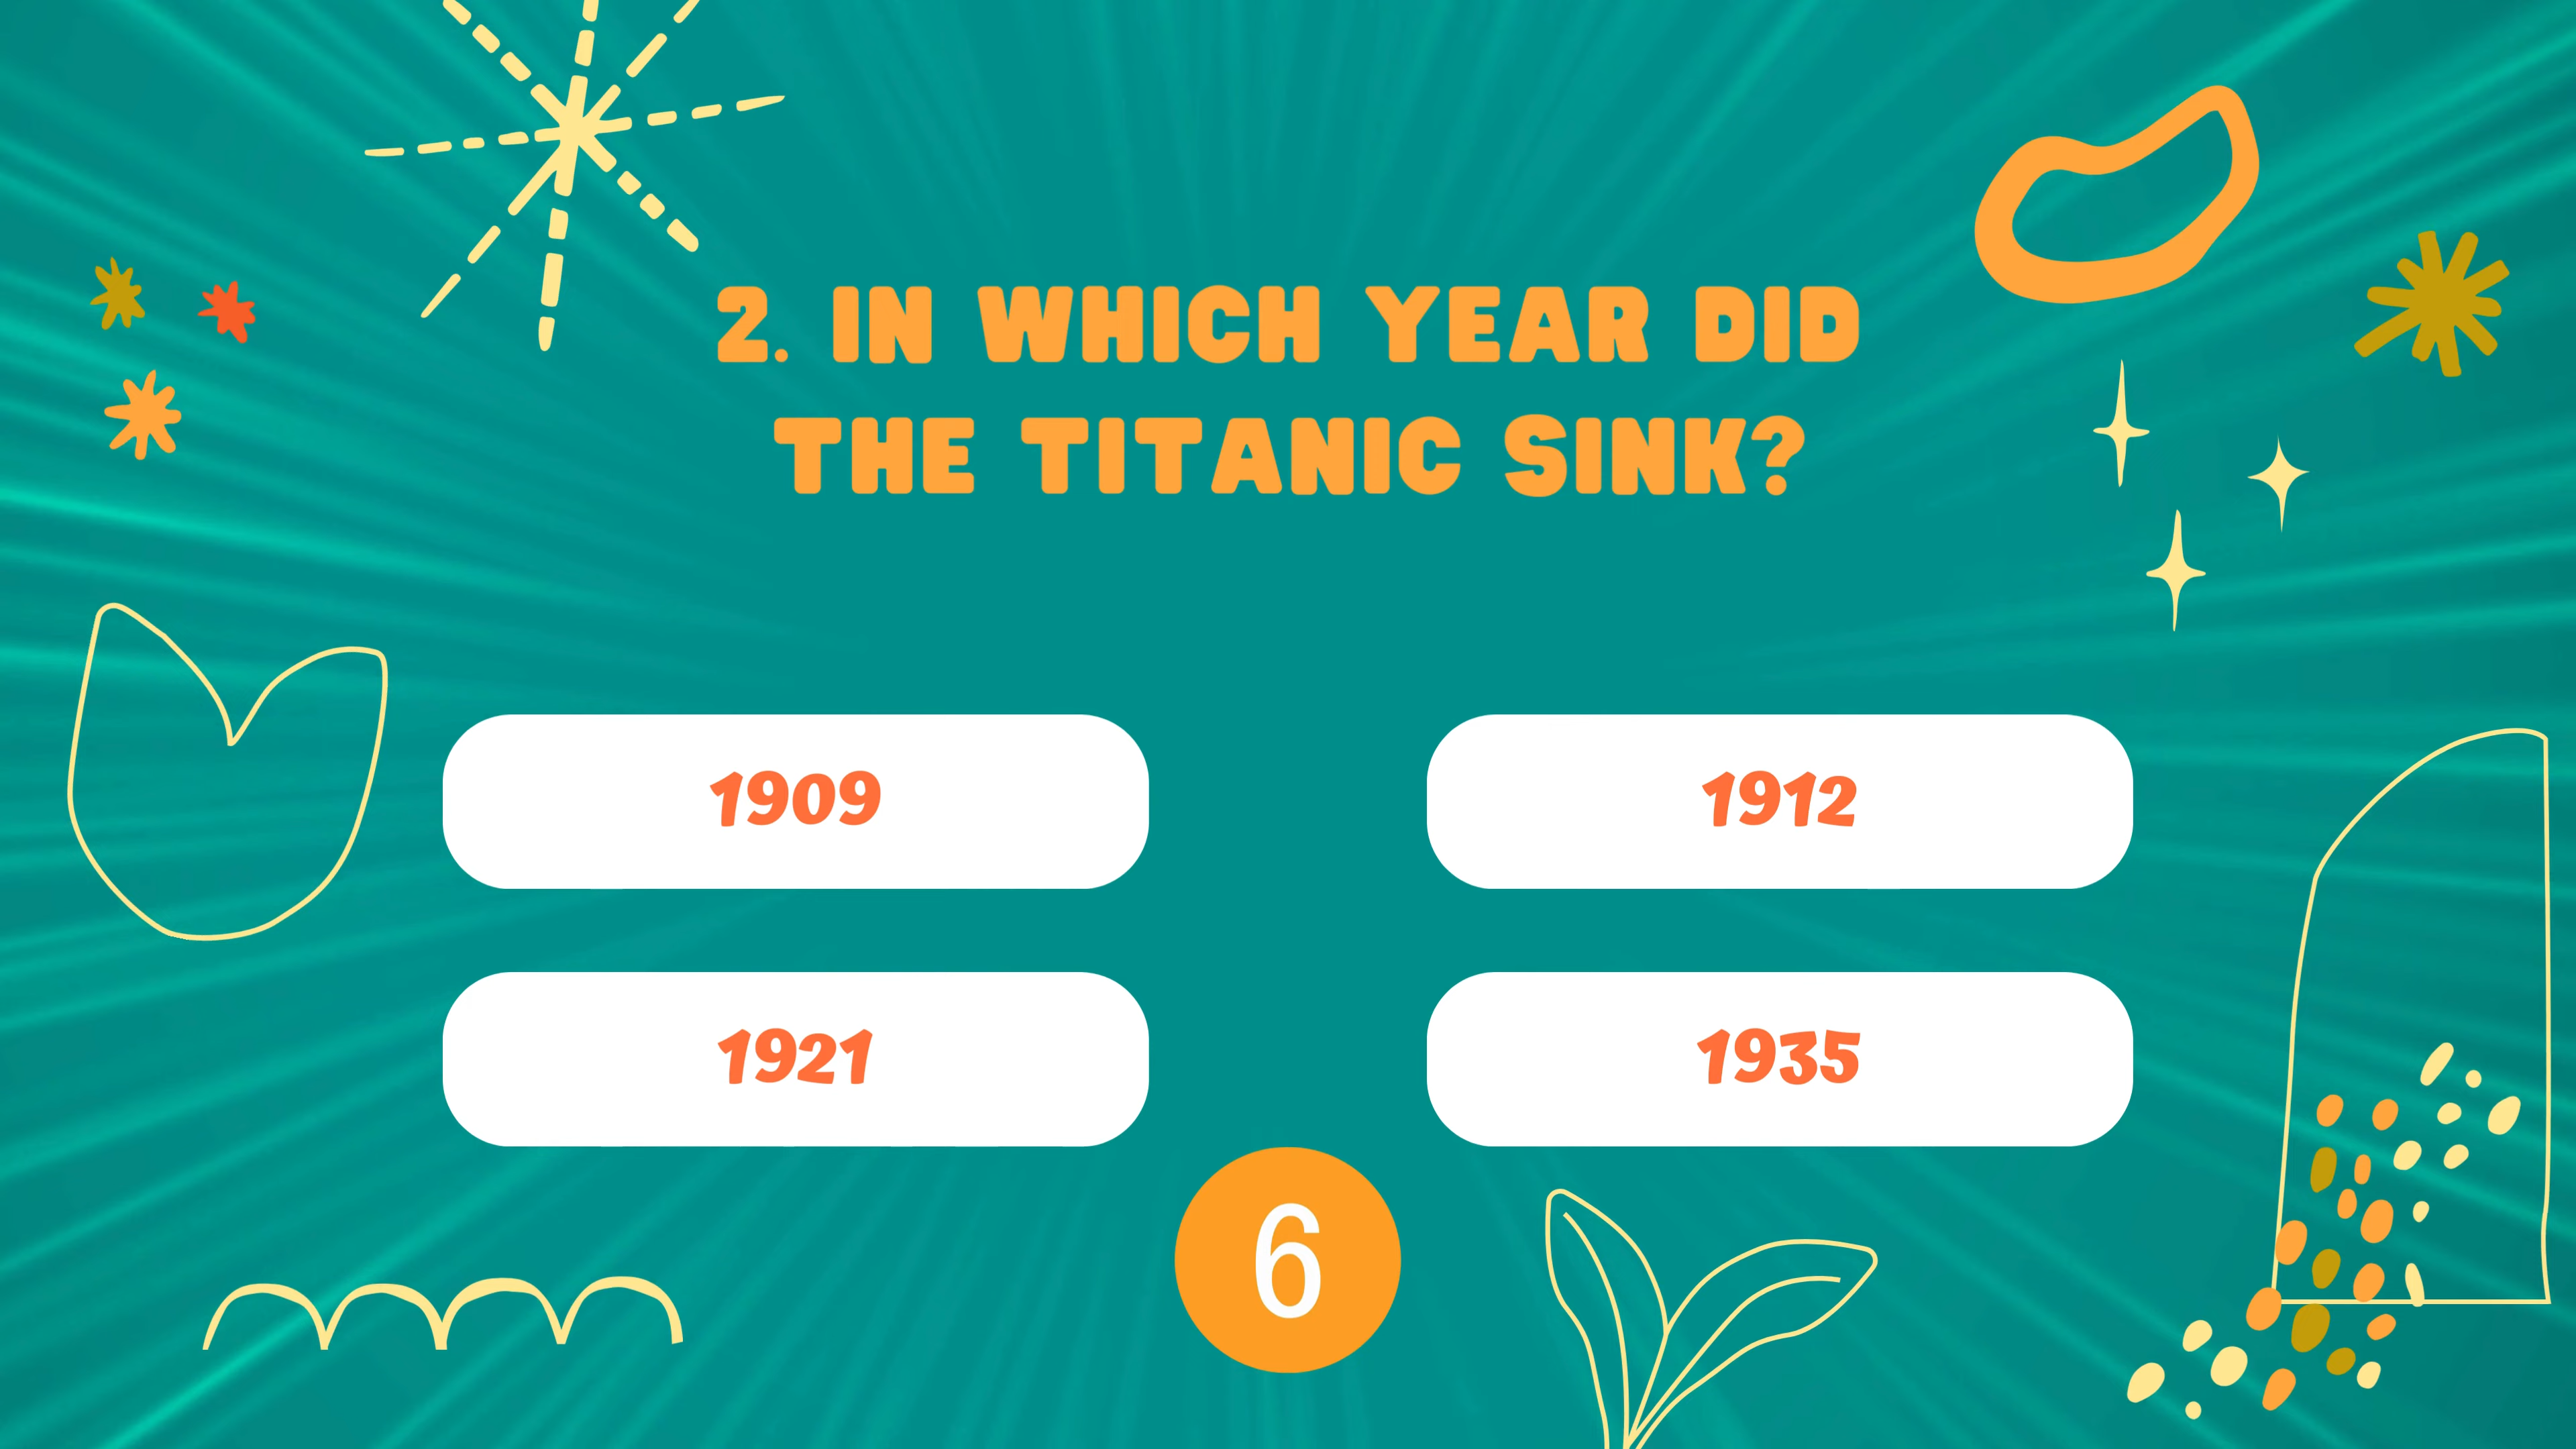 2. IN WHICH YEAR DID
THE TITANIC SINK?
1909
1912
1921
1935
6